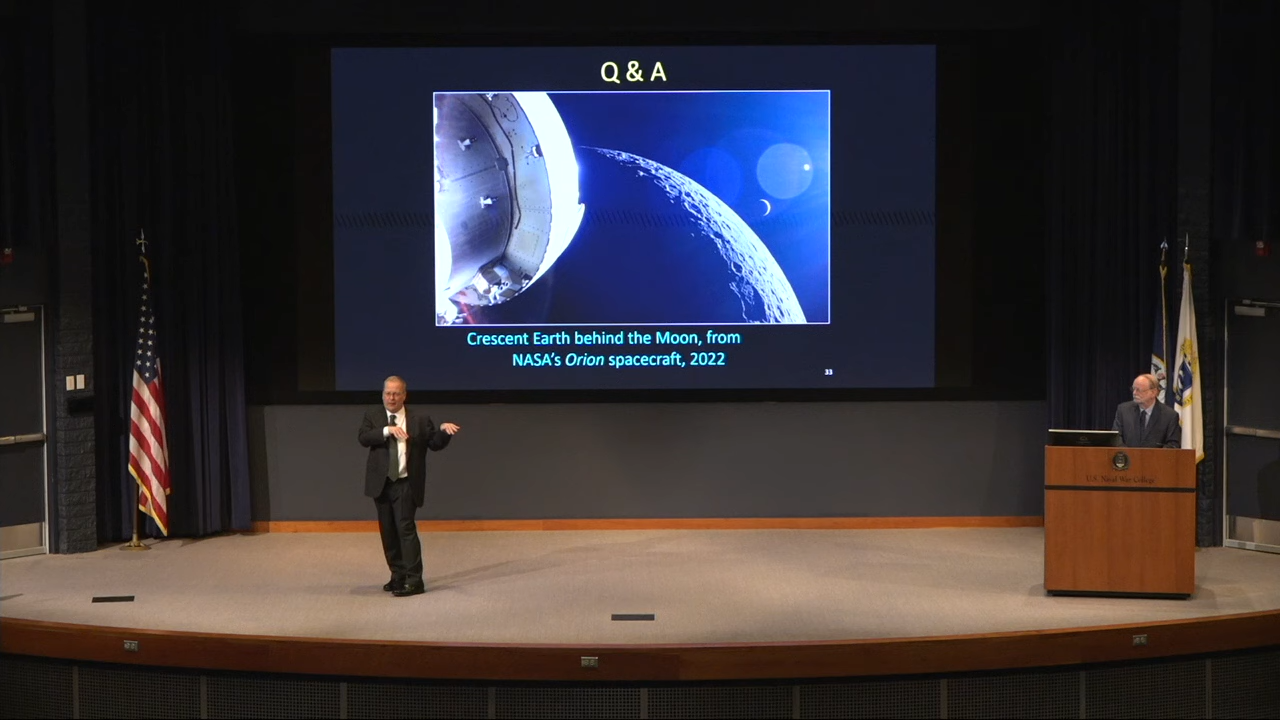 Q & A
Crescent Earth behind the Moon, from
NASA's Orion spacecraft, 2022
33
U.S. Naval War College